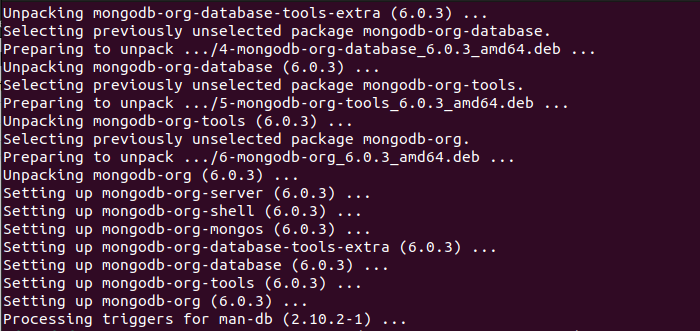 Unpacking mongodb-org-database-tools-extra (6.0.3) ...
Selecting previously unselected package mongodb-org-database.
Preparing to unpack .../4-mongodb-org-database_6.0.3_amd64.deb ...
Unpacking mongodb-org-database (6.0.3) ...
Selecting previously unselected package mongodb-org-tools.
Preparing to unpack .../5-mongodb-org-tools_6.0.3_amd64.deb ...
Unpacking mongodb-org-tools (6.0.3) ...
Selecting previously unselected package mongodb-org.
Preparing to unpack .../6-mongodb-org_6.0.3_amd64.deb ...
Unpacking mongodb-org (6.0.3) ...
Setting up mongodb-org-server (6.0.3) ...
Setting up mongodb-org-shell (6.0.3) ...
Setting up mongodb-org-mongos (6.0.3) ...
Setting up mongodb-org-database-tools-extra (6.0.3) ...
Setting up mongodb-org-database (6.0.3) ...
Setting up mongodb-org-tools (6.0.3) ...
Setting up mongodb-org (6.0.3) ...
Processing triggers for man-db (2.10.2-1) ...